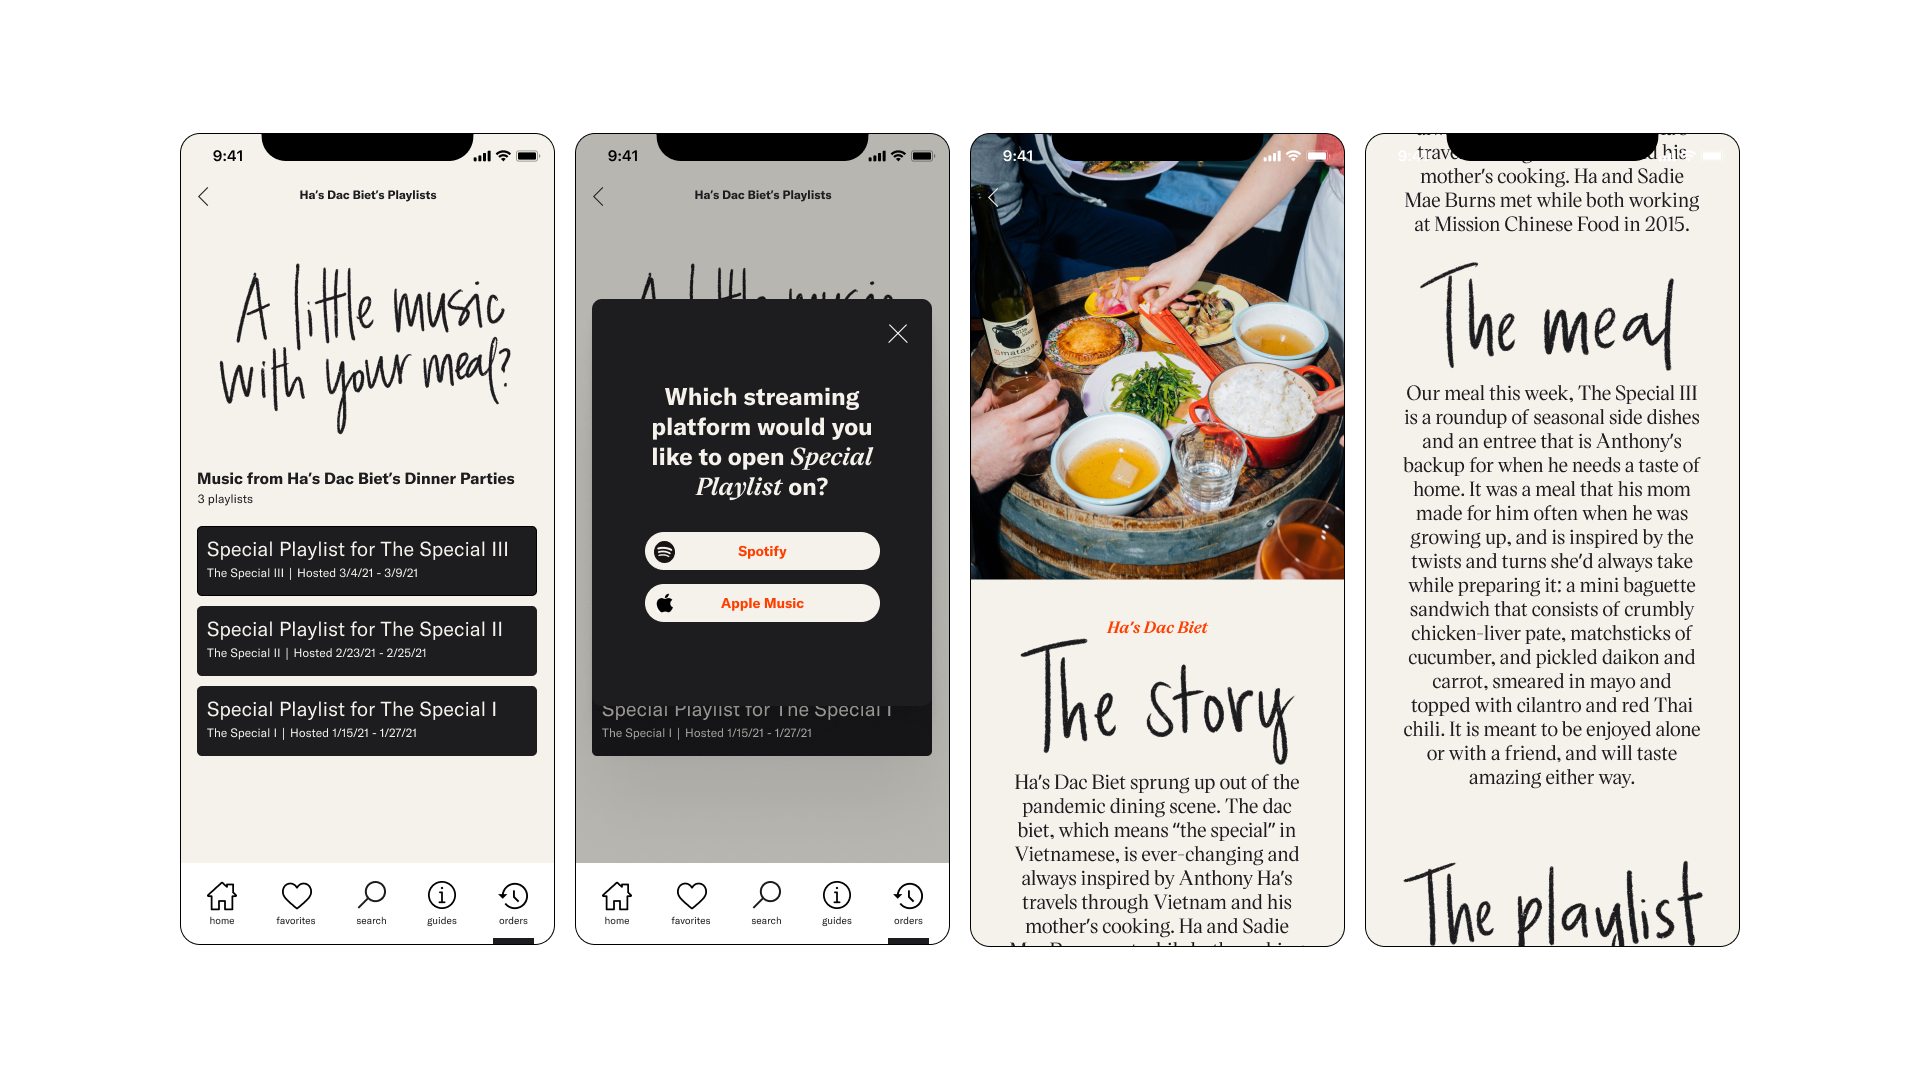 9:41
Ha's Dac Biet's Playlists
A little music
with your meal?
Music from Ha's Dac Biet's Dinner Parties
3 playlists
Special Playlist for The Special III
The Special III | Hosted 3/4/21 - 3/9/21
Special Playlist for The Special II
The Special II | Hosted 2/23/21 - 2/25/21
Special Playlist for The Special I
The Special I | Hosted 1/15/21 - 1/27/21
home
favorites
search
guides
orders
9:41
Ha's Dac Biet's Playlists
A little music
Which streaming
platform would you
like to open Special
Playlist on?
Spotify
Apple Music
Special Playlist for The Special I
The Special I | Hosted 1/15/21 - 1/27/21
home
favorites
search
guides
orders
9:41
matassa
Ha's Dac Biet
The story
Ha's Dac Biet sprung up out of the
pandemic dining scene. The dac
biet, which means “the special” in
Vietnamese, is ever-changing and
always inspired by Anthony Ha's
travels through Vietnam and his
mother's cooking. Ha and Sadie
9:41
his
mother's cooking. Ha and Sadie
Mae Burns met while both working
at Mission Chinese Food in 2015.
The meal
Our meal this week, The Special III
is a roundup of seasonal side dishes
and an entree that is Anthony's
backup for when he needs a taste of
home. It was a meal that his mom
made for him often when he was
growing up, and is inspired by the
twists and turns she'd always take
while preparing it: a mini baguette
sandwich that consists of crumbly
chicken-liver pate, matchsticks of
cucumber, and pickled daikon and
carrot, smeared in mayo and
topped with cilantro and red Thai
chili. It is meant to be enjoyed alone
or with a friend, and will taste
amazing either way.
The playlist